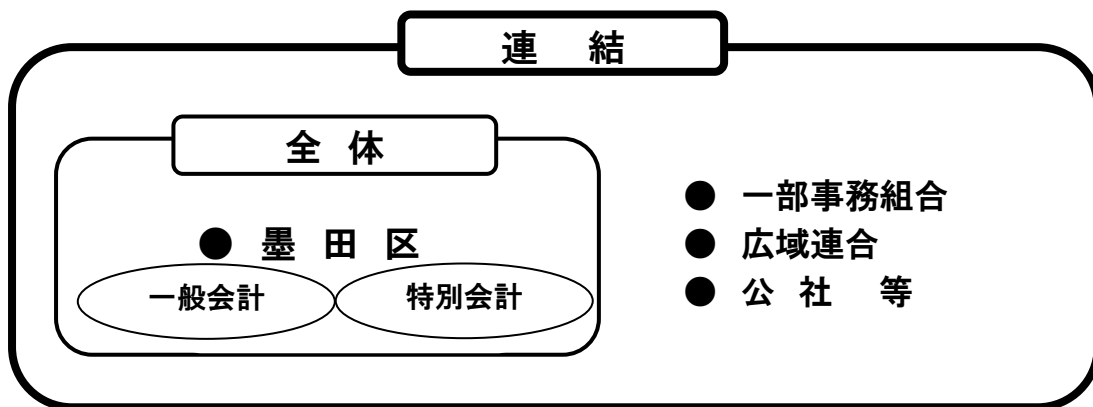 連 結
全 体
● 墨 田 区
一般会計
特別会計
● 一部事務組合
● 広域連合
● 公 社 等